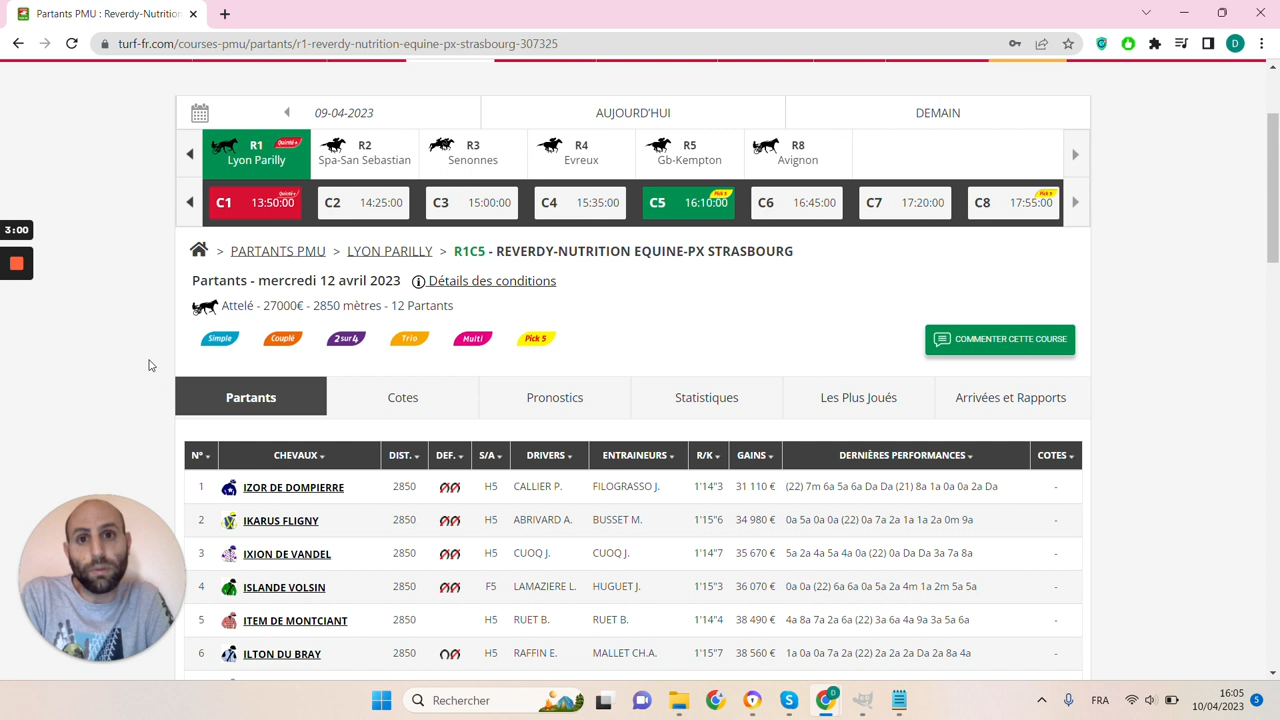 Partants PMU : Reverdy-Nutrition
turf-fr.com/courses-pmu/partants/r1-reverdy-nutrition-equine-px-strasbourg-307325
D
09-04-2023 AUJOURD'HUI DEMAIN
R1 Quinté+ R2 R3 R4 R5 R8
Lyon Parilly Spa-San Sebastian Senonnes Evreux Gb-Kempton Avignon
C1 13:50:00 Quinté+ C2 14:25:00 C3 15:00:00 C4 15:35:00 C5 16:10:00 Pick 5 C6 16:45:00 C7 17:20:00 C8 17:55:00 Pick 5
3:00
PARTANTS PMU > LYON PARILLY > R1C5 - REVERDY-NUTRITION EQUINE-PX STRASBOURG
Partants - mercredi 12 avril 2023 Détails des conditions
Attelé - 27000€ - 2850 mètres - 12 Partants
Simple Couplé 2 sur 4 Trio Multi Pick 5
COMMENTER CETTE COURSE
Partants Cotes Pronostics Statistiques Les Plus Joués Arrivées et Rapports
N° CHEVAUX DIST. DEF. S/A DRIVERS ENTRAINEURS R/K GAINS DERNIÈRES PERFORMANCES COTES
1 IZOR DE DOMPIERRE 2850 H5 CALLIER P. FILOGRASSO J. 1'14"3 31 110 € (22) 7m 6a 5a 6a Da Da (21) 8a 1a 0a 0a 2a Da -
2 IKARUS FLIGNY 2850 H5 ABRIVARD A. BUSSET M. 1'15"6 34 980 € 0a 5a 0a 0a (22) 0a 7a 2a 1a 1a 2a 0m 9a -
3 IXION DE VANDEL 2850 H5 CUOQ J. CUOQ J. 1'14"7 35 670 € 5a 2a 4a 5a 4a 0a (22) 0a Da Da 3a 7a 8a -
4 ISLANDE VOLSIN 2850 F5 LAMAZIERE L. HUGUET J. 1'15"3 36 070 € 0a 0a (22) 6a 6a 0a 5a 2a 4m 1a 2m 5a 5a -
5 ITEM DE MONTCIANT 2850 H5 RUET B. RUET B. 1'14"4 38 490 € 4a 8a 7a 2a 6a (22) 3a 6a 4a 9a 3a 5a 6a -
6 ILTON DU BRAY 2850 H5 RAFFIN E. MALLET CH.A. 1'15"7 38 560 € 1a 0a 0a 7a 2a (22) 2a 2a 2a Da 2a 8a 4a -
Rechercher
FRA
16:05
10/04/2023
5